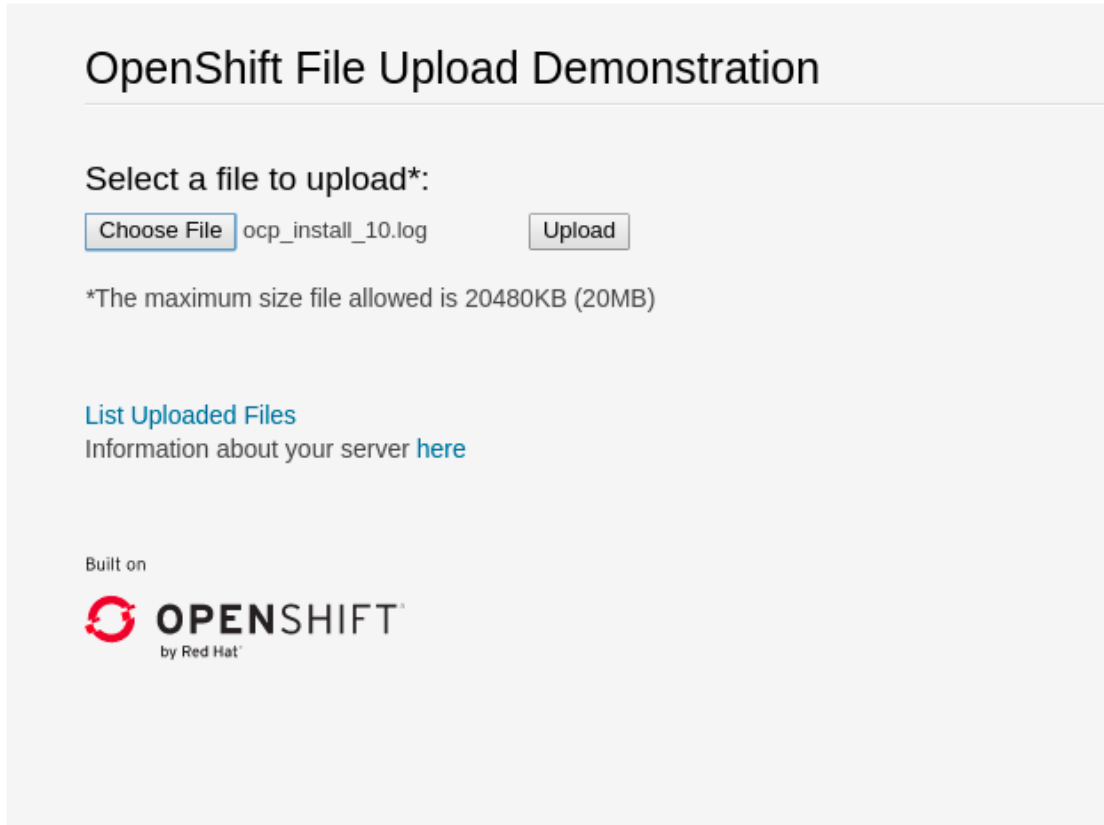 OpenShift File Upload Demonstration
Select a file to upload*:
Choose File ocp_install_10.log Upload
*The maximum size file allowed is 20480KB (20MB)
List Uploaded Files
Information about your server here
Built on
OPENSHIFT
by Red Hat